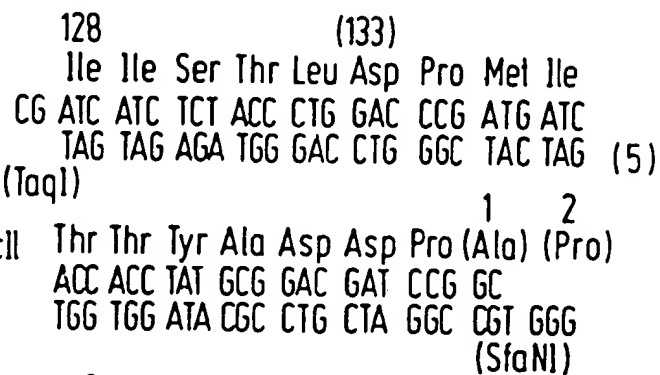 128 (133)
Ile Ile Ser Thr Leu Asp Pro Met Ile
CG ATC ATC TCT ACC CTG GAC CCG ATG ATC
TAG TAG AGA TGG GAC CTG GGC TAC TAG (5)
(TaqI)
1 2
Thr Thr Tyr Ala Asp Asp Pro (Ala) (Pro)
ACC ACC TAT GCG GAC GAT CCG GC
TGG TGG ATA CGC CTG CTA GGC CGT GGG
(SfaNI)